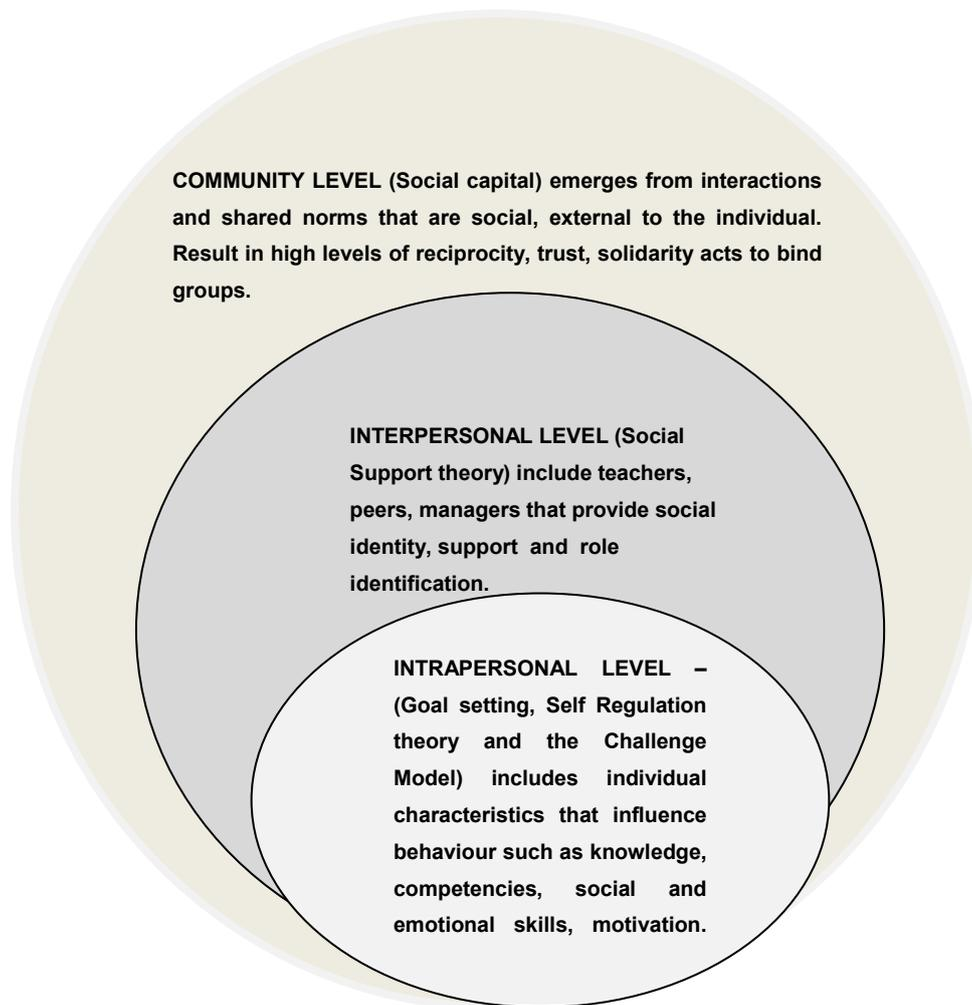 COMMUNITY LEVEL (Social capital) emerges from interactions
and shared norms that are social, external to the individual.
Result in high levels of reciprocity, trust, solidarity acts to bind
groups.
INTERPERSONAL LEVEL (Social
Support theory) include teachers,
peers, managers that provide social
identity, support and role
identification.
INTRAPERSONAL LEVEL –
(Goal setting, Self Regulation
theory and the Challenge
Model) includes individual
characteristics that influence
behaviour such as knowledge,
competencies, social and
emotional skills, motivation.